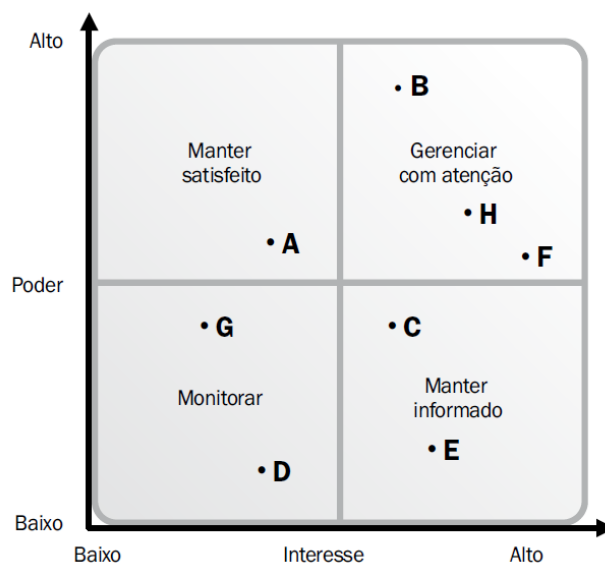 Alto
B
Manter
satisfeito
Gerenciar
com atenção
H
A
F
Poder
G
C
Monitorar
Manter
informado
E
D
Baixo
Baixo
Interesse
Alto